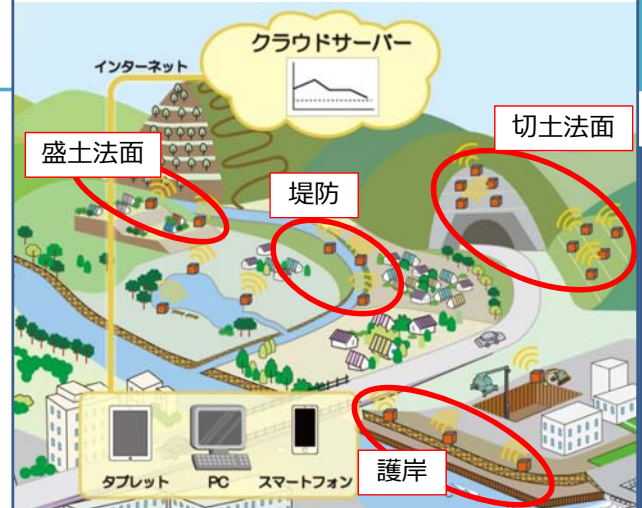 クラウドサーバー
インターネット
切土法面
盛土法面
堤防
護岸
タブレット
PC
スマートフォン